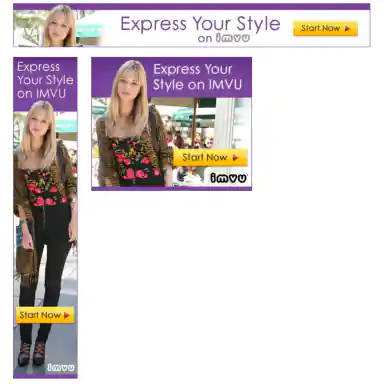 Express Your Style
on imvu
Start Now
Express
Your Style
on IMVU
Start Now
imvu
Express Your
Style on IMVU
Start Now
imvu